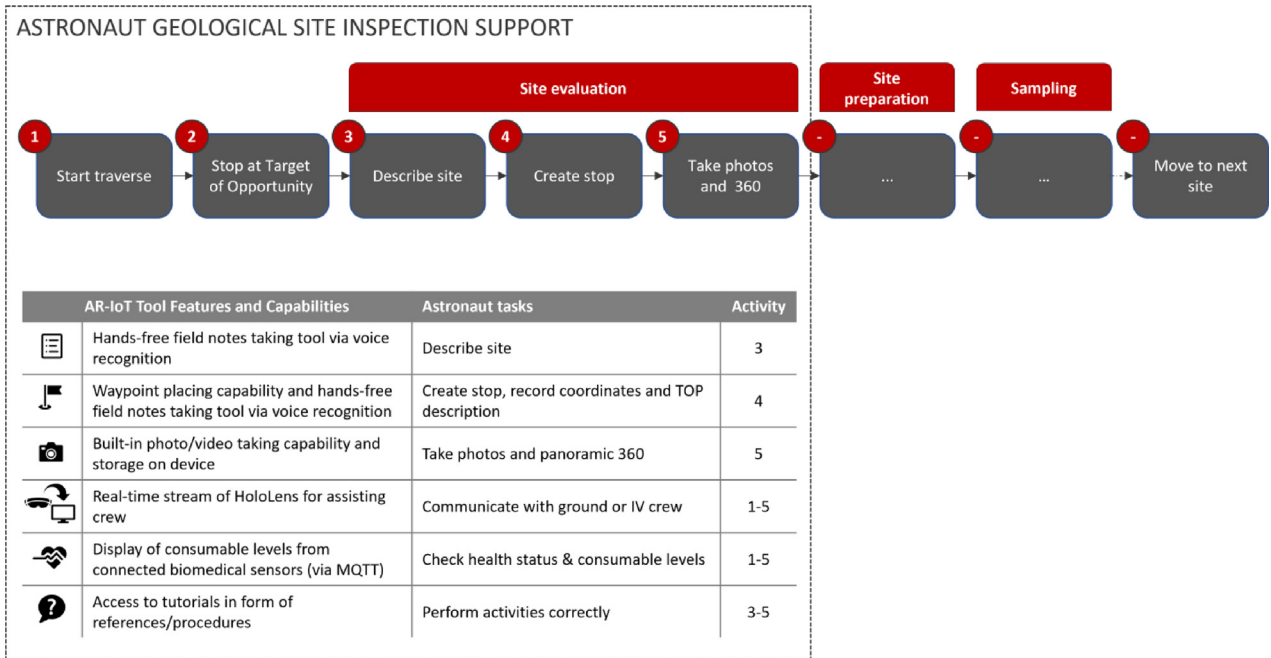 ASTRONAUT GEOLOGICAL SITE INSPECTION SUPPORT
Site evaluation
Site
preparation
Sampling
1
2
3
4
5
-
-
-
Start traverse
Stop at Target
of Opportunity
Describe site
Create stop
Take photos
and 360
...
...
Move to next
site
AR-IoT Tool Features and Capabilities Astronaut tasks Activity
Hands-free field notes taking tool via voice
recognition
Describe site
3
Waypoint placing capability and hands-free
field notes taking tool via voice recognition
Create stop, record coordinates and TOP
description
4
Built-in photo/video taking capability and
storage on device
Take photos and panoramic 360
5
Real-time stream of HoloLens for assisting
crew
Communicate with ground or IV crew
1-5
Display of consumable levels from
connected biomedical sensors (via MQTT)
Check health status & consumable levels
1-5
?
Access to tutorials in form of
references/procedures
Perform activities correctly
3-5